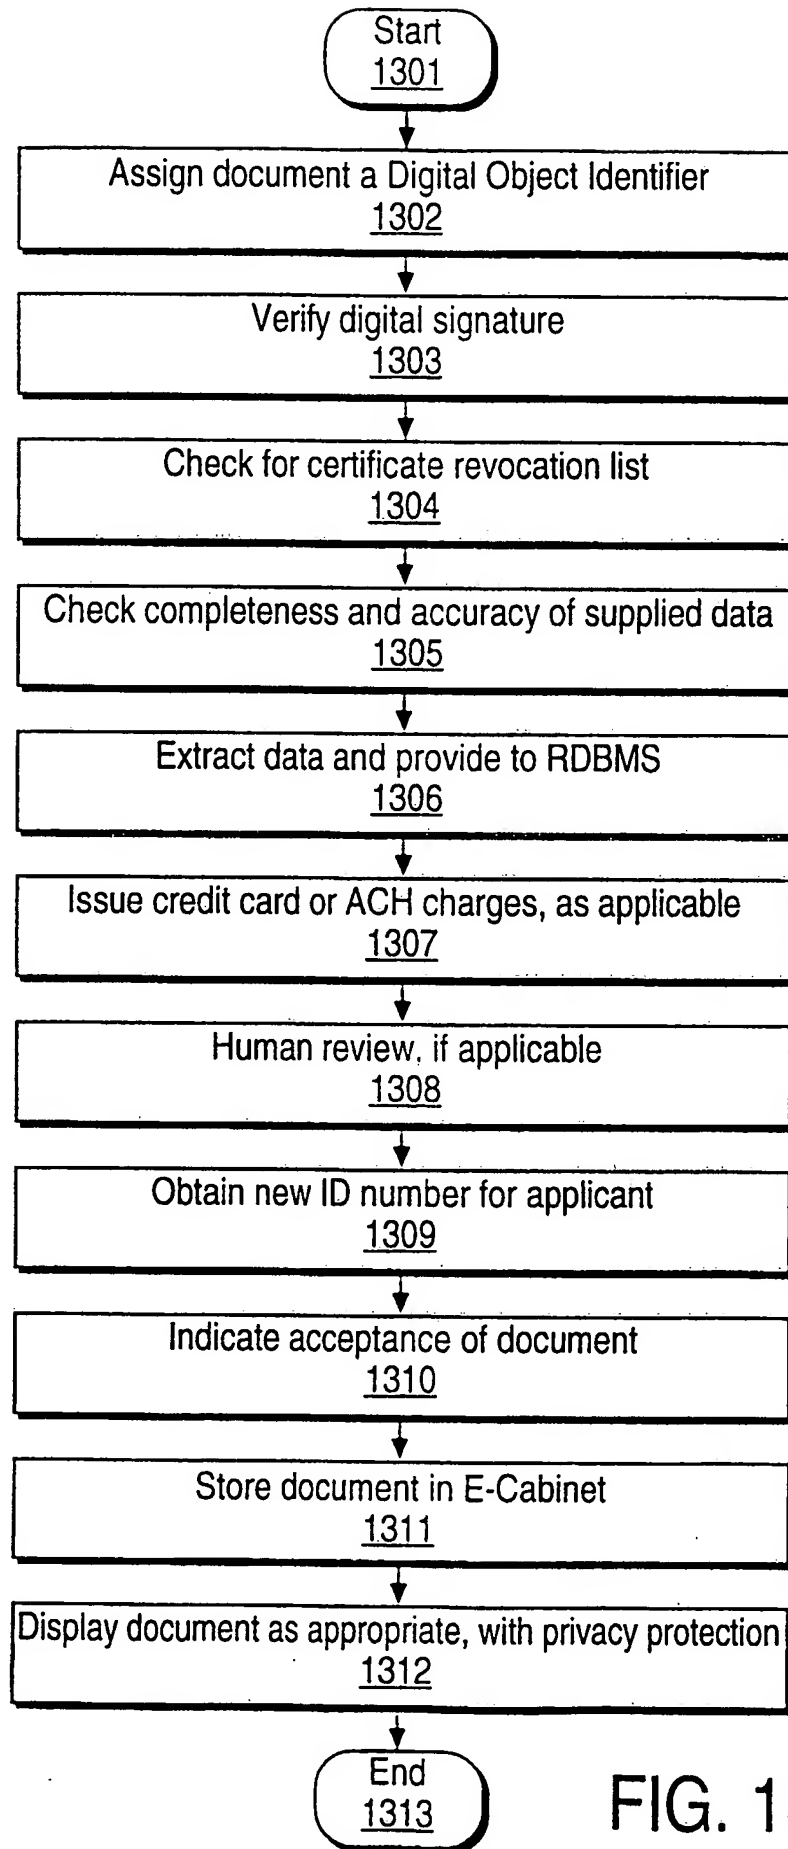 Start
1301
Assign document a Digital Object Identifier
1302
Verify digital signature
1303
Check for certificate revocation list
1304
Check completeness and accuracy of supplied data
1305
Extract data and provide to RDBMS
1306
Issue credit card or ACH charges, as applicable
1307
Human review, if applicable
1308
Obtain new ID number for applicant
1309
Indicate acceptance of document
1310
Store document in E-Cabinet
1311
Display document as appropriate, with privacy protection
1312
End
1313
FIG. 1